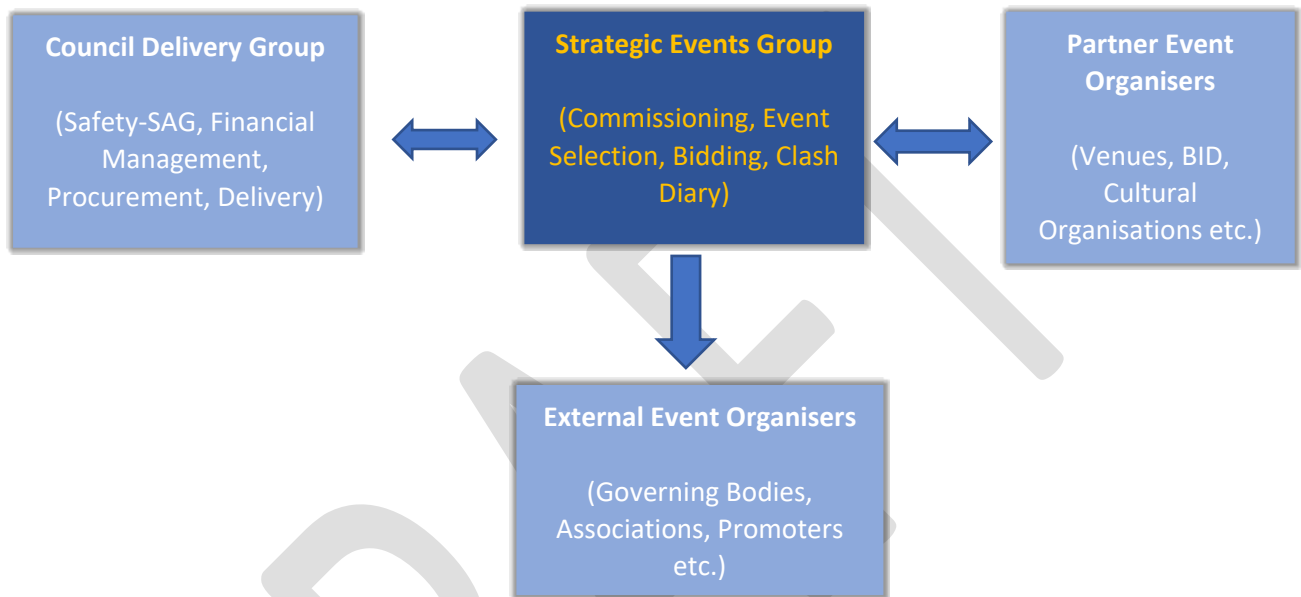 Council Delivery Group
(Safety-SAG, Financial
Management,
Procurement, Delivery)
Strategic Events Group
(Commissioning, Event
Selection, Bidding, Clash
Diary)
Partner Event
Organisers
(Venues, BID,
Cultural
Organisations etc.)
External Event Organisers
(Governing Bodies,
Associations, Promoters
etc.)